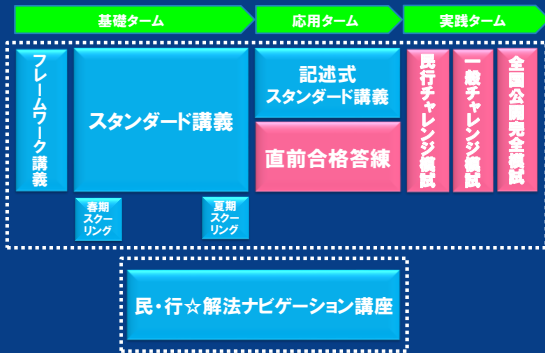 基礎ターム
応用ターム
実践ターム
フレームワーク講義
スタンダード講義
記述式
スタンダード講義
直前合格答練
民行チャレンジ模試
一般チャレンジ模試
全国公開完全模試
春期
スクー
リング
夏期
スクー
リング
民・行☆解法ナビゲーション講座